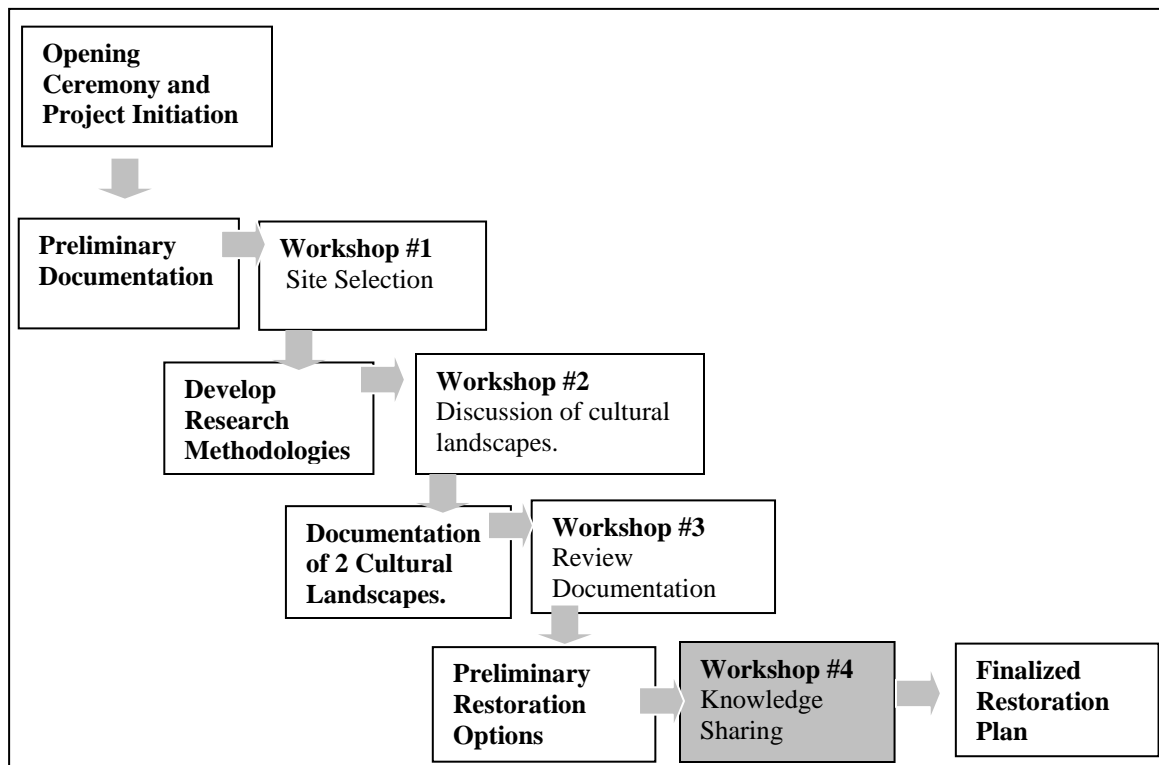 Opening
Ceremony and
Project Initiation
Preliminary
Documentation
Workshop #1
Site Selection
Develop
Research
Methodologies
Workshop #2
Discussion of cultural
landscapes.
Documentation
of 2 Cultural
Landscapes.
Workshop #3
Review
Documentation
Preliminary
Restoration
Options
Workshop #4
Knowledge
Sharing
Finalized
Restoration
Plan